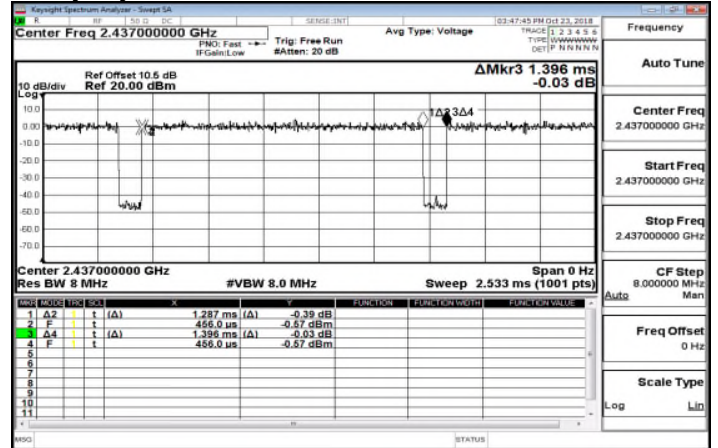 Keysight Spectrum Analyzer - Swept SA
R RF 50 Ω DC SENSE:INT 03:47:45 PM Oct 23, 2018
Center Freq 2.437000000 GHz
PNO: Fast
IFGain:Low
Trig: Free Run
#Atten: 20 dB
Avg Type: Voltage
TRACE 1 2 3 4 5 6
TYPE WWWWWW
DET P N N N N N
Frequency
Auto Tune
Center Freq
2.437000000 GHz
Start Freq
2.437000000 GHz
Stop Freq
2.437000000 GHz
CF Step
8.000000 MHz
Auto Man
Freq Offset
0 Hz
Scale Type
Log Lin
ΔMkr3 1.396 ms
-0.03 dB
Ref Offset 10.5 dB
10 dB/div Ref 20.00 dBm
Log
10.0
0.00
-10.0
-20.0
-30.0
-40.0
-50.0
-60.0
-70.0
1Δ2 3Δ4
Center 2.437000000 GHz Span 0 Hz
Res BW 8 MHz #VBW 8.0 MHz Sweep 2.533 ms (1001 pts)
MKR MODE TRC SCL X Y FUNCTION FUNCTION WIDTH FUNCTION VALUE
1 Δ2 1 t (Δ) 1.287 ms (Δ) -0.39 dB
2 F 1 t 456.0 µs -0.57 dBm
3 Δ4 1 t (Δ) 1.396 ms (Δ) -0.03 dB
4 F 1 t 456.0 µs -0.57 dBm
5
6
7
8
9
10
11
MSG STATUS